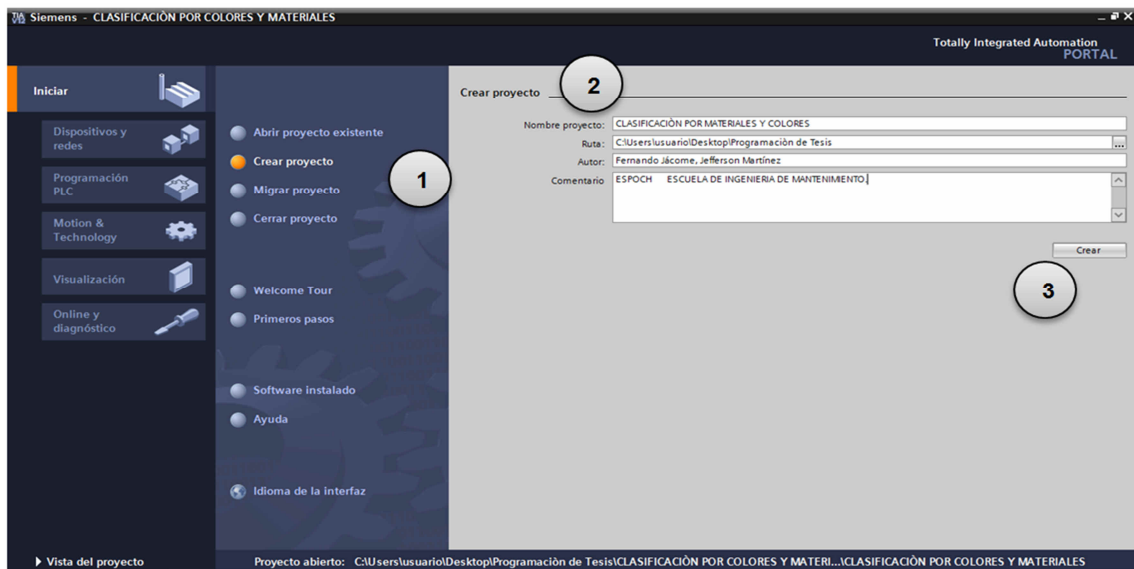 Siemens - CLASIFICACIÒN POR COLORES Y MATERIALES
Totally Integrated Automation
PORTAL
Iniciar
Dispositivos y
redes
Programación
PLC
Motion &
Technology
Visualización
Online y
diagnóstico
Abrir proyecto existente
Crear proyecto
Migrar proyecto
Cerrar proyecto
Welcome Tour
Primeros pasos
Software instalado
Ayuda
Idioma de la interfaz
1
Crear proyecto
2
Nombre proyecto: CLASIFICACIÒN POR MATERIALES Y COLORES
Ruta: C:\Users\usuario\Desktop\Programaciòn de Tesis
...
Autor: Fernando Jácome, Jefferson Martínez
Comentario ESPOCH ESCUELA DE INGENIERIA DE MANTENIMIENTO.
Crear
3
Vista del proyecto
Proyecto abierto: C:\Users\usuario\Desktop\Programaciòn de Tesis\CLASIFICACIÒN POR COLORES Y MATERI...\CLASIFICACIÒN POR COLORES Y MATERIALES